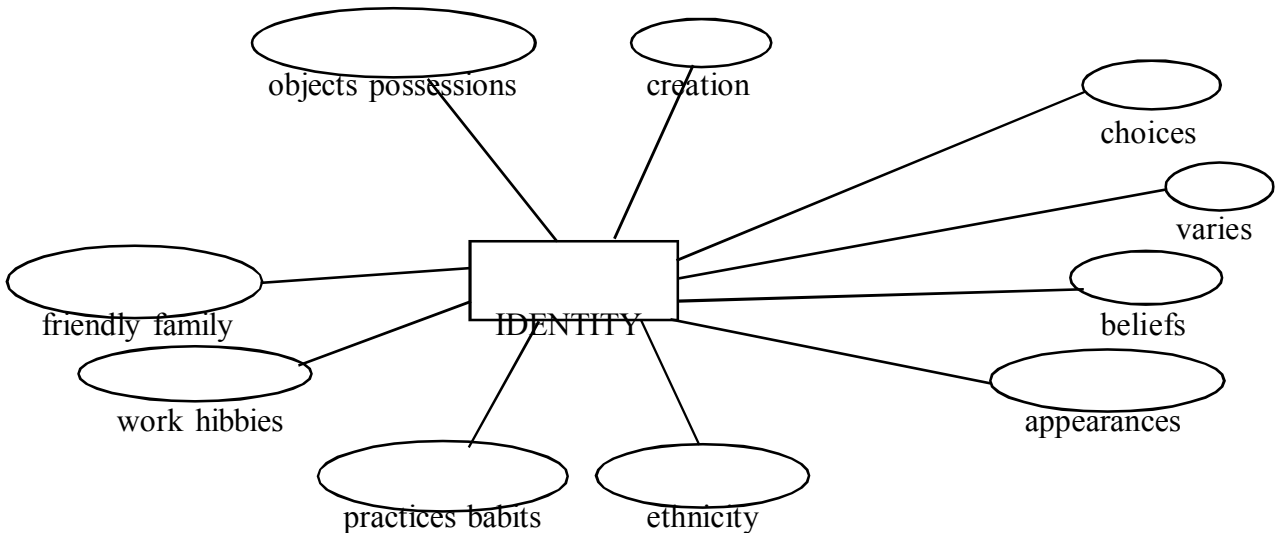 objects possessions
creation
choices
varies
friendly family
IDENTITY
beliefs
work hibbies
appearances
practices babits
ethnicity